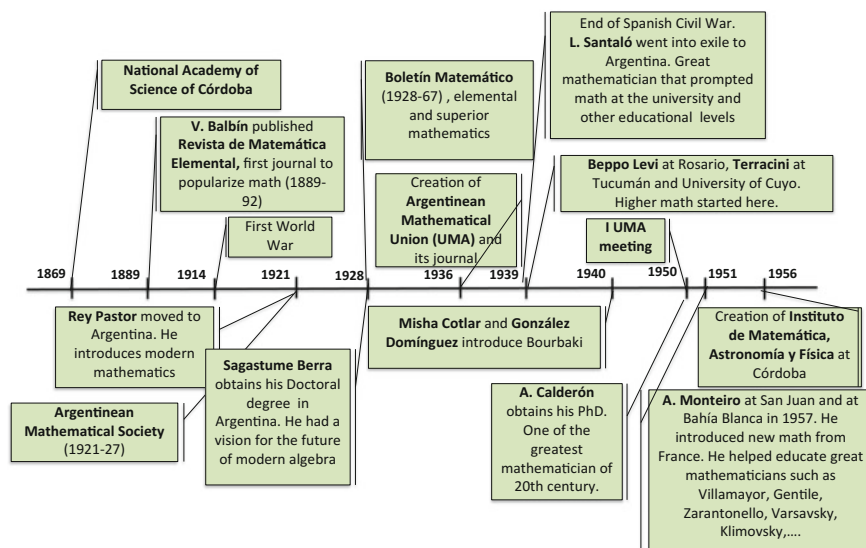 National Academy of
Science of Córdoba
V. Balbín published
Revista de Matemática
Elemental, first journal to
popularize math (1889-
92)
First World
War
Boletín Matemático
(1928-67) , elemental
and superior
mathematics
Creation of
Argentinean
Mathematical
Union (UMA) and
its journal
End of Spanish Civil War.
L. Santaló went into exile to
Argentina. Great
mathematician that prompted
math at the university and
other educational levels
Beppo Levi at Rosario, Terracini at
Tucumán and University of Cuyo.
Higher math started here.
I UMA
meeting
1869 1889 1914 1921 1928 1936 1939 1940 1950 1951 1956
Rey Pastor moved to
Argentina. He
introduces modern
mathematics
Argentinean
Mathematical Society
(1921-27)
Sagastume Berra
obtains his Doctoral
degree in
Argentina. He had a
vision for the future
of modern algebra
Misha Cotlar and González
Domínguez introduce Bourbaki
A. Calderón
obtains his PhD.
One of the
greatest
mathematician of
20th century.
Creation of Instituto
de Matemática,
Astronomía y Física at
Córdoba
A. Monteiro at San Juan and at
Bahía Blanca in 1957. He
introduced new math from
France. He helped educate great
mathematicians such as
Villamayor, Gentile,
Zarantonello, Varsavsky,
Klimovsky,....